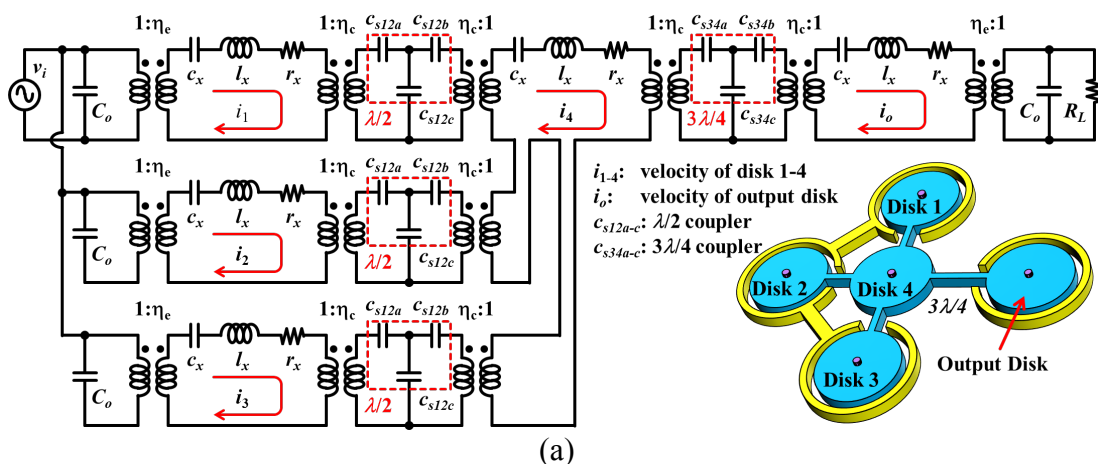 1:ηe cs12a cs12b ηc:1 1:ηc cs34a cs34b ηc:1 ηe:1
1:ηc
vi Co cx lx rx cs12c cx lx rx cs34c cx lx rx Co RL
i1 λ/2 i4 3λ/4 io
1:ηe 1:ηc cs12a cs12b ηc:1
Co cx lx rx cs12c
i2 λ/2
1:ηe 1:ηc cs12a cs12b ηc:1
Co cx lx rx cs12c
i3 λ/2
i1-4: velocity of disk 1-4
io: velocity of output disk
cs12a-c: λ/2 coupler
cs34a-c: 3λ/4 coupler
Disk 1
Disk 2
Disk 4
3λ/4
Disk 3
Output Disk
(a)